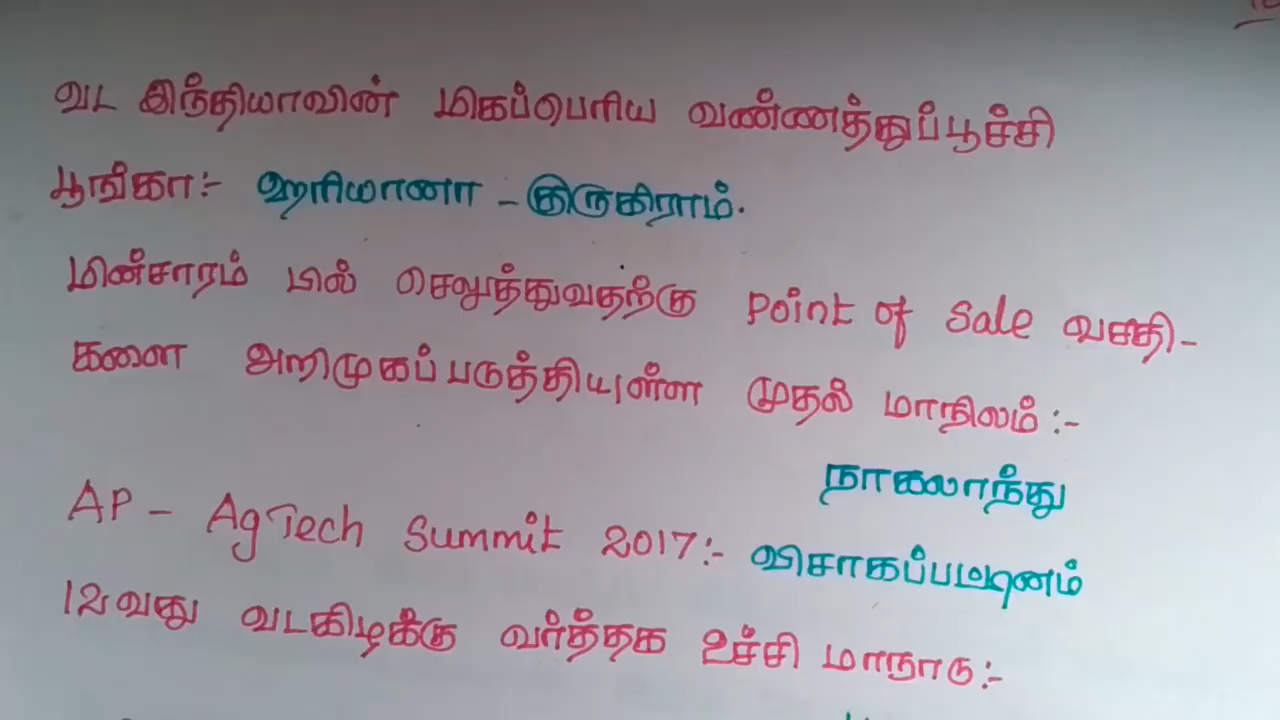 வட இந்தியாவின் மிகப்பெரிய வண்ணத்துப்பூச்சி
பூங்கா:- ஹரியானா - குருகிராம்.
மின்சாரம் பில் செலுத்துவதற்கு Point of Sale வசதி-
களை அறிமுகப்படுத்தியுள்ள முதல் மாநிலம் :-
நாகலாந்து
AP - AgTech Summit 2017:- விசாகப்பட்டினம்
12வது வடகிழக்கு வர்த்தக உச்சி மாநாடு:-